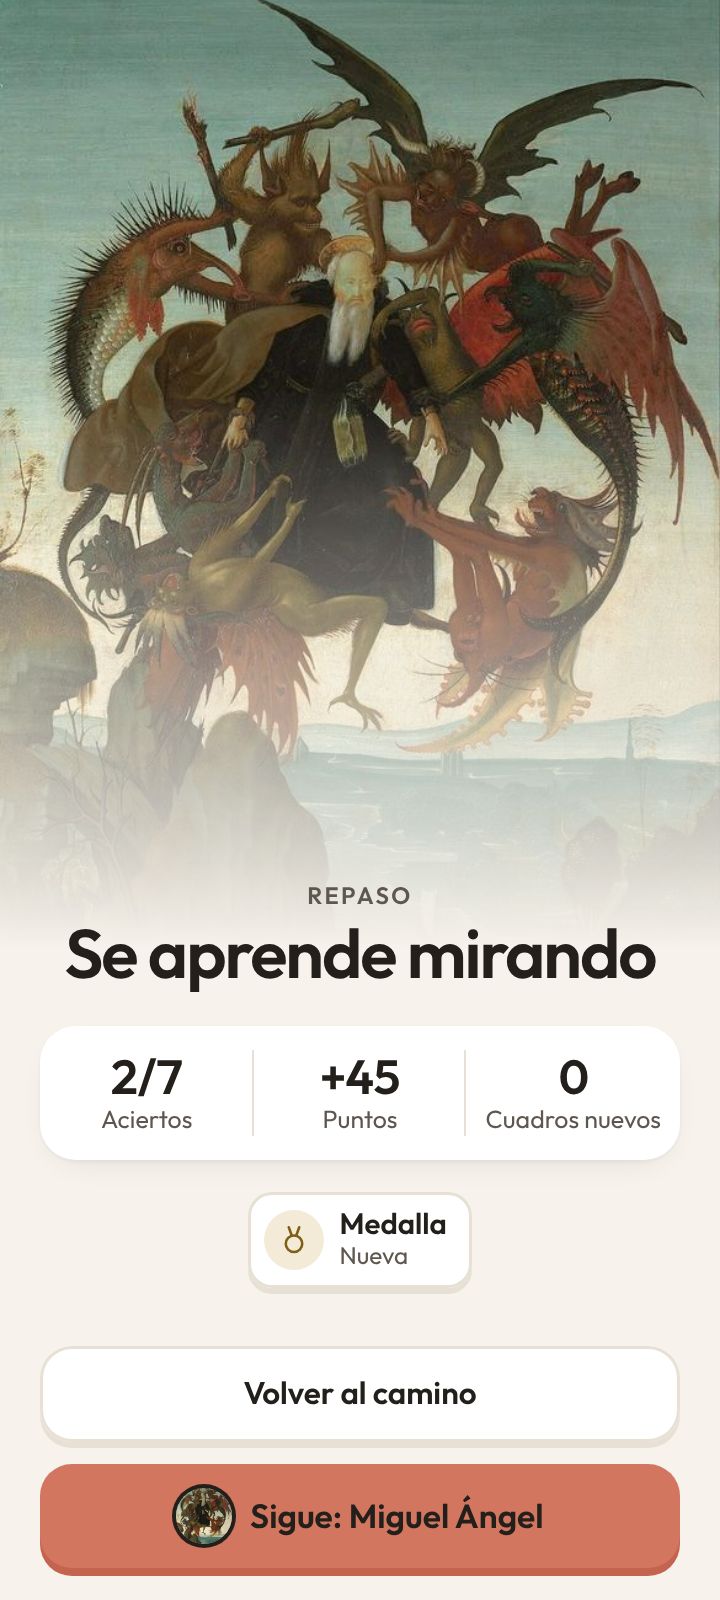 REPASO
Se aprende mirando
2/7
Aciertos
+45
Puntos
0
Cuadros nuevos
Medalla
Nueva
Volver al camino
Sigue: Miguel Ángel